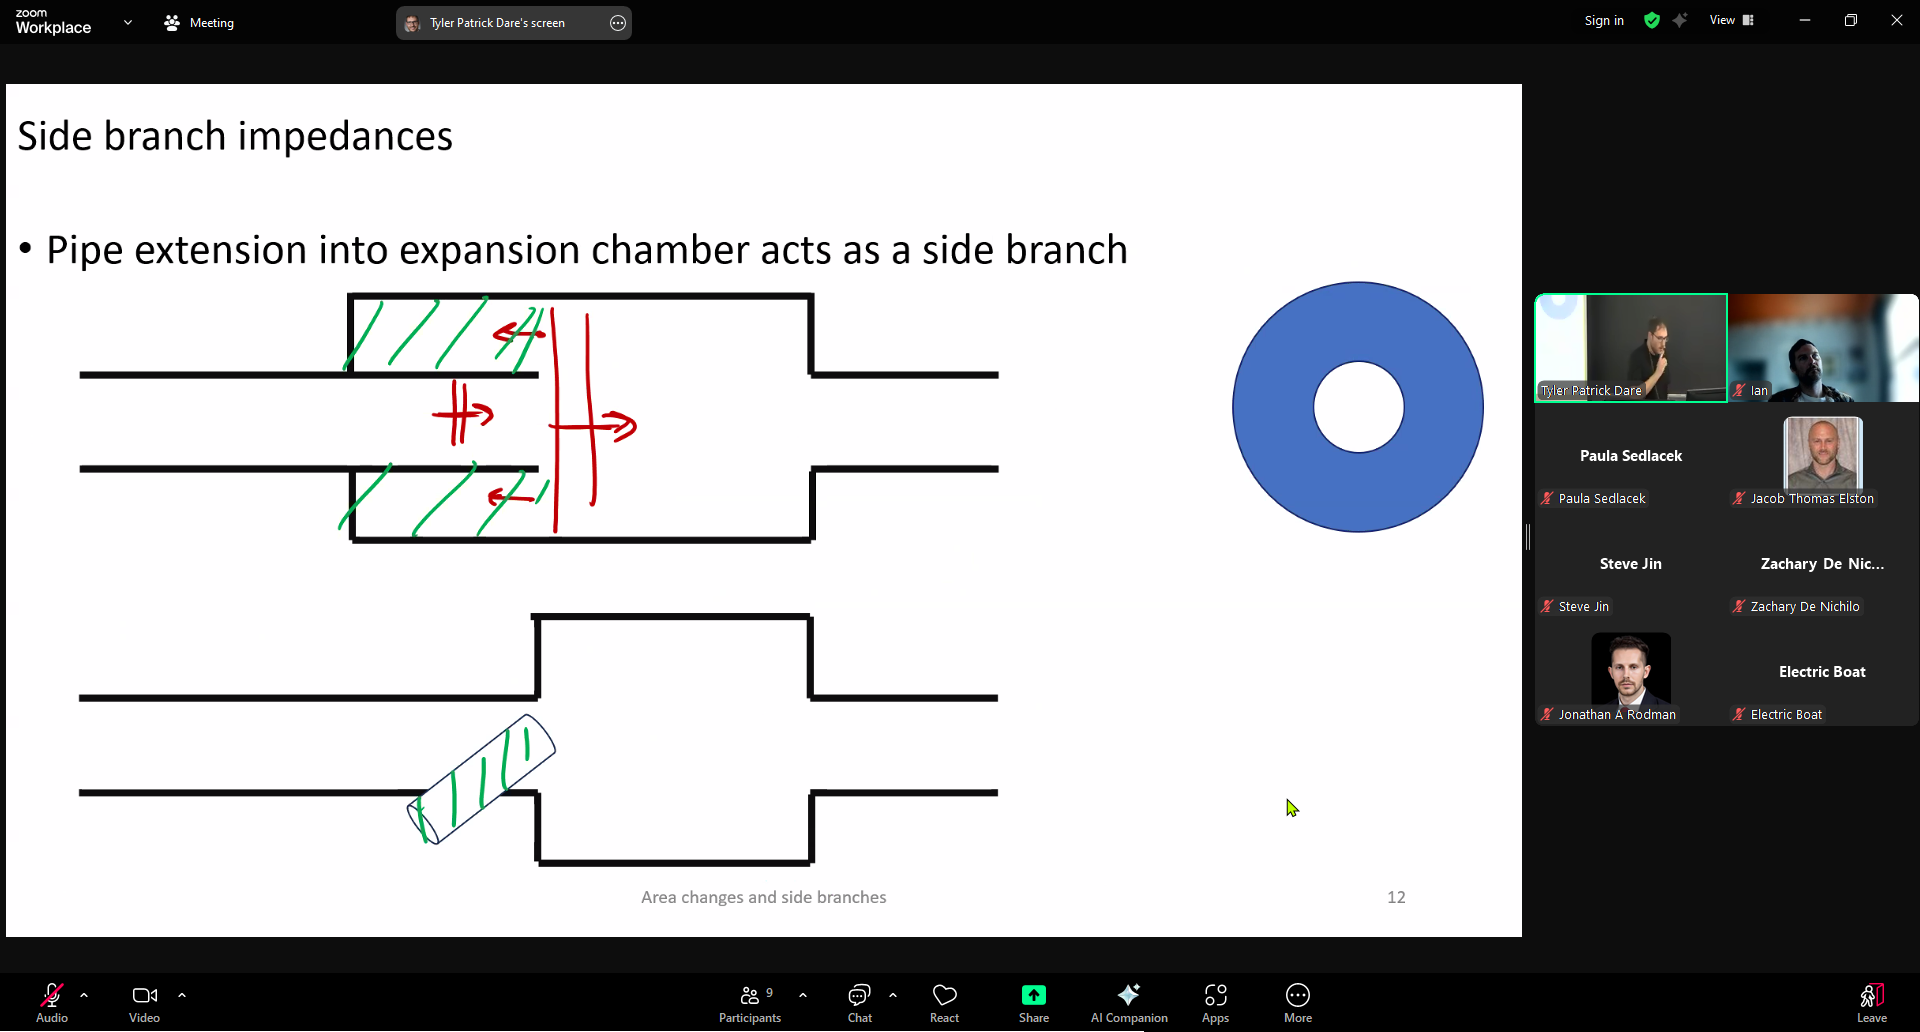 zoom
Workplace
Meeting
Tyler Patrick Dare's screen
Sign in
View
Side branch impedances
• Pipe extension into expansion chamber acts as a side branch
Area changes and side branches
12
Tyler Patrick Dare
Ian
Paula Sedlacek
Paula Sedlacek
Jacob Thomas Elston
Steve Jin
Zachary De Nic...
Steve Jin
Zachary De Nichilo
Electric Boat
Jonathan A Rodman
Electric Boat
Audio
Video
Participants
9
Chat
React
Share
AI Companion
Apps
More
Leave